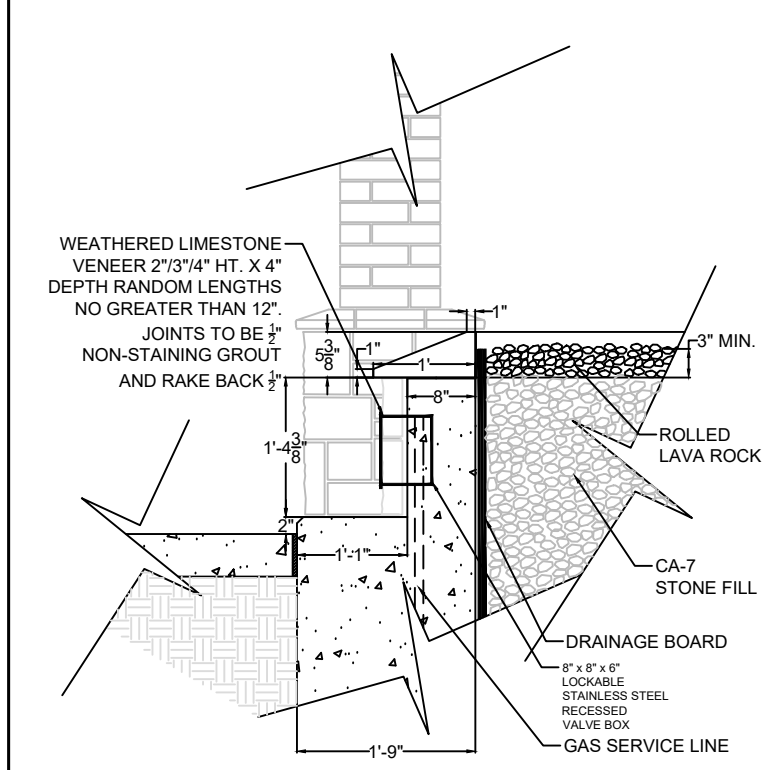 WEATHERED LIMESTONE
VENEER 2"/3"/4" HT. X 4"
DEPTH RANDOM LENGTHS
NO GREATER THAN 12".
JOINTS TO BE 1/2"
NON-STAINING GROUT
AND RAKE BACK 1/2"
1"
5 3/8"
1"
1'
3" MIN.
8"
1'-4 3/8"
ROLLED
LAVA ROCK
2"
1'-1"
CA-7
STONE FILL
DRAINAGE BOARD
8" x 8" x 6"
LOCKABLE
STAINLESS STEEL
RECESSED
VALVE BOX
GAS SERVICE LINE
1'-9"